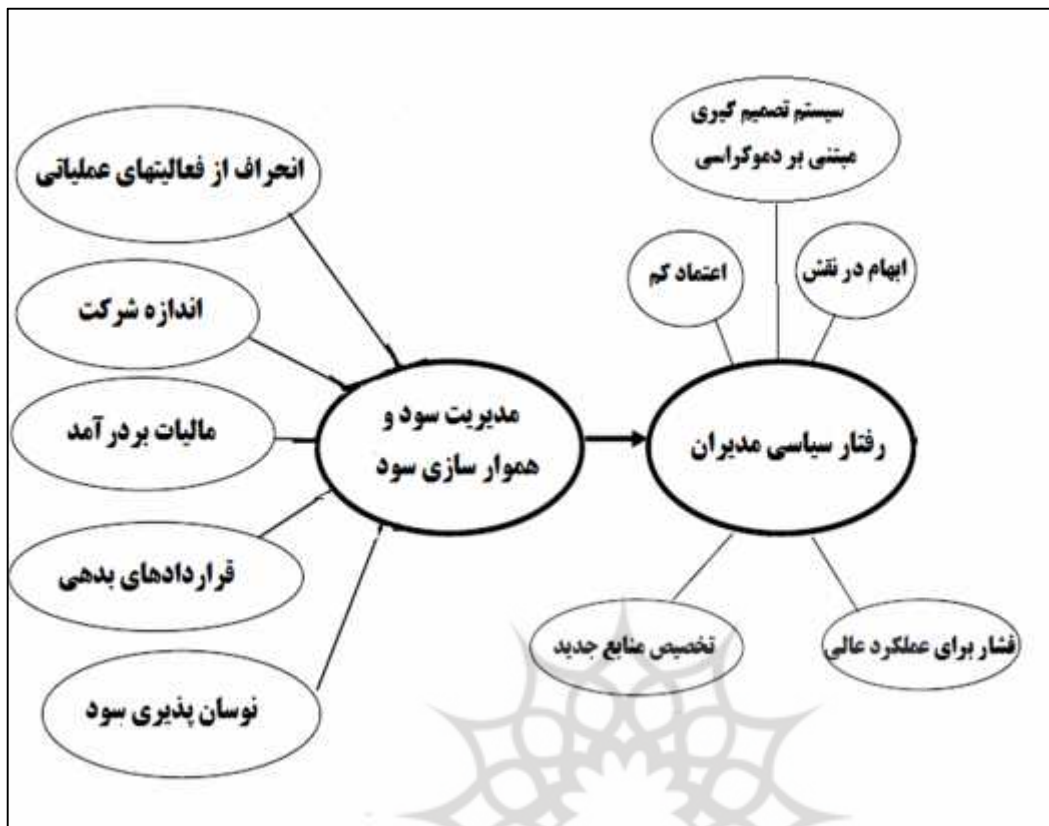 سیستم تصمیم گیری
مبتنی بر دموکراسی
ابهام در نقش
اعتماد کم
رفتار سیاسی مدیران
فشار برای عملکرد عالی
تخصیص منابع جدید
مدیریت سود و
هموار سازی سود
انحراف از فعالیتهای عملیاتی
اندازه شرکت
مالیات بردرآمد
قراردادهای بدهی
نوسان پذیری سود